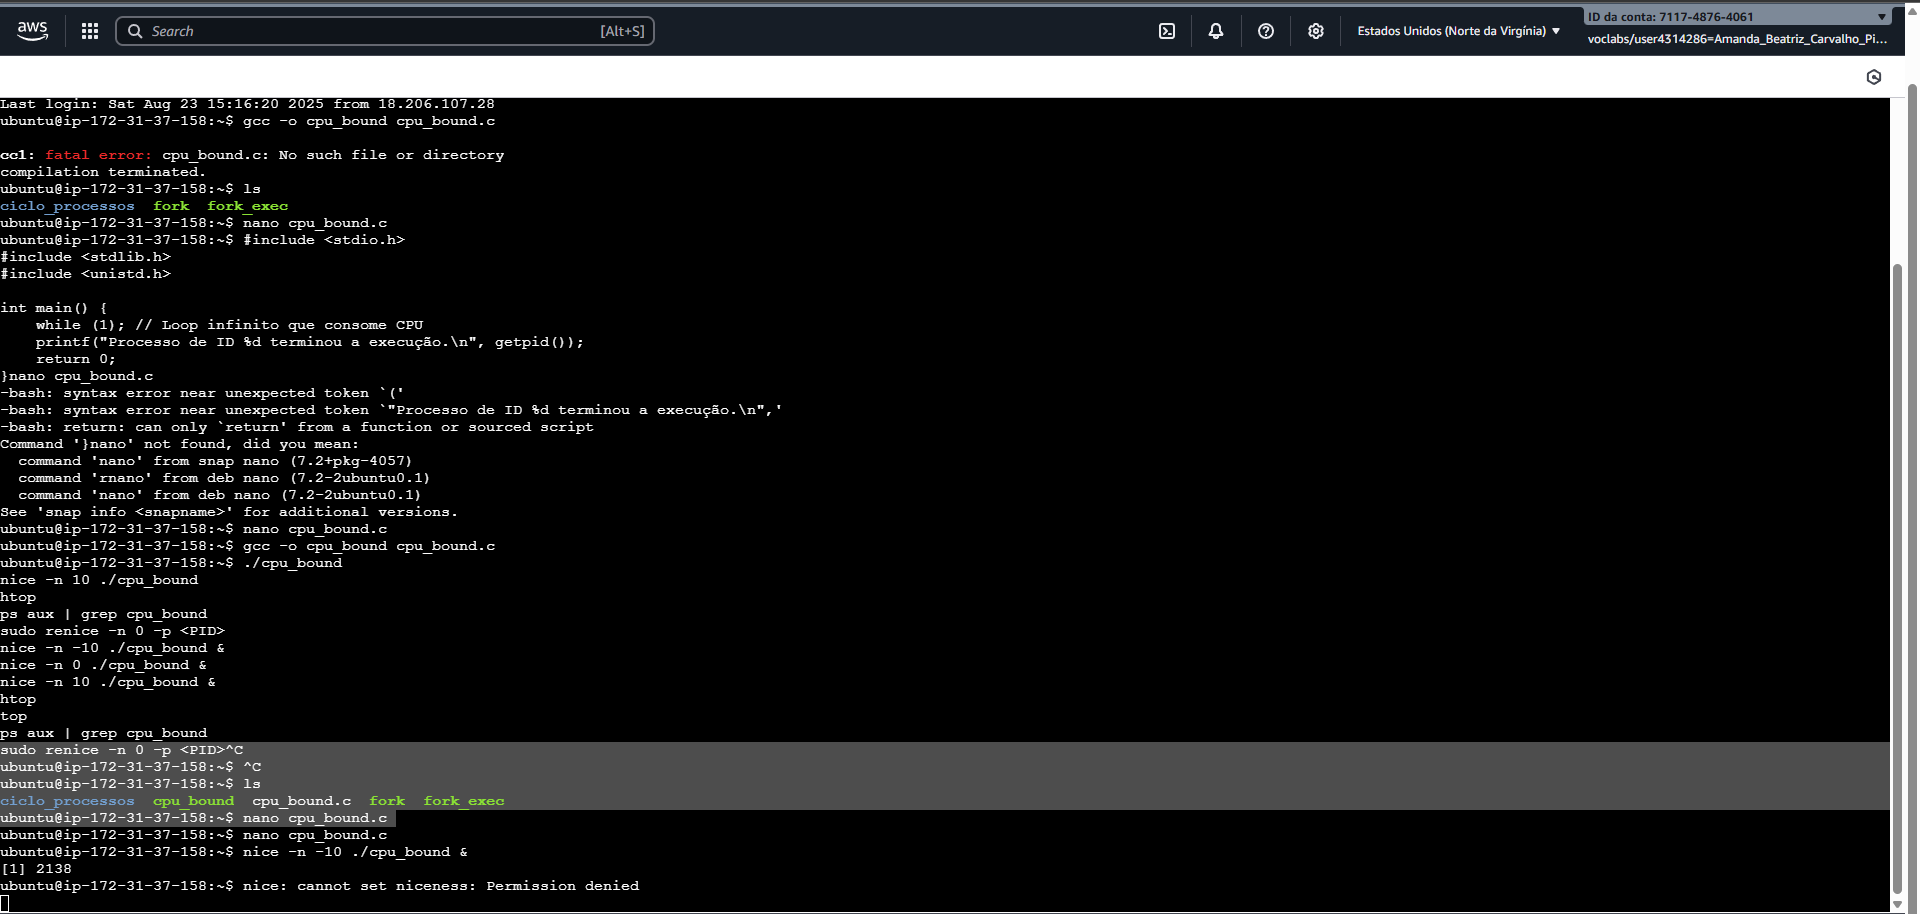 aws
Search
[Alt+S]
Estados Unidos (Norte da Virgínia) ▼
ID da conta: 7117-4876-4061
voclabs/user4314286=Amanda_Beatriz_Carvalho_Pi...
Last login: Sat Aug 23 15:16:20 2025 from 18.206.107.28
ubuntu@ip-172-31-37-158:~$ gcc -o cpu_bound cpu_bound.c
cc1: fatal error: cpu_bound.c: No such file or directory
compilation terminated.
ubuntu@ip-172-31-37-158:~$ ls
ciclo_processos  fork  fork_exec
ubuntu@ip-172-31-37-158:~$ nano cpu_bound.c
ubuntu@ip-172-31-37-158:~$ #include <stdio.h>
#include <stdlib.h>
#include <unistd.h>
int main() {
    while (1); // Loop infinito que consome CPU
    printf("Processo de ID %d terminou a execução.\n", getpid());
    return 0;
}nano cpu_bound.c
-bash: syntax error near unexpected token `('
-bash: syntax error near unexpected token `"Processo de ID %d terminou a execução.\n",'
-bash: return: can only `return' from a function or sourced script
Command '}nano' not found, did you mean:
  command 'nano' from snap nano (7.2+pkg-4057)
  command 'rnano' from deb nano (7.2-2ubuntu0.1)
  command 'nano' from deb nano (7.2-2ubuntu0.1)
See 'snap info <snapname>' for additional versions.
ubuntu@ip-172-31-37-158:~$ nano cpu_bound.c
ubuntu@ip-172-31-37-158:~$ gcc -o cpu_bound cpu_bound.c
ubuntu@ip-172-31-37-158:~$ ./cpu_bound
nice -n 10 ./cpu_bound
htop
ps aux | grep cpu_bound
sudo renice -n 0 -p <PID>
nice -n -10 ./cpu_bound &
nice -n 0 ./cpu_bound &
nice -n 10 ./cpu_bound &
htop
top
ps aux | grep cpu_bound
sudo renice -n 0 -p <PID>^C
ubuntu@ip-172-31-37-158:~$ ^C
ubuntu@ip-172-31-37-158:~$ ls
ciclo_processos  cpu_bound  cpu_bound.c  fork  fork_exec
ubuntu@ip-172-31-37-158:~$ nano cpu_bound.c
ubuntu@ip-172-31-37-158:~$ nano cpu_bound.c
ubuntu@ip-172-31-37-158:~$ nice -n -10 ./cpu_bound &
[1] 2138
ubuntu@ip-172-31-37-158:~$ nice: cannot set niceness: Permission denied